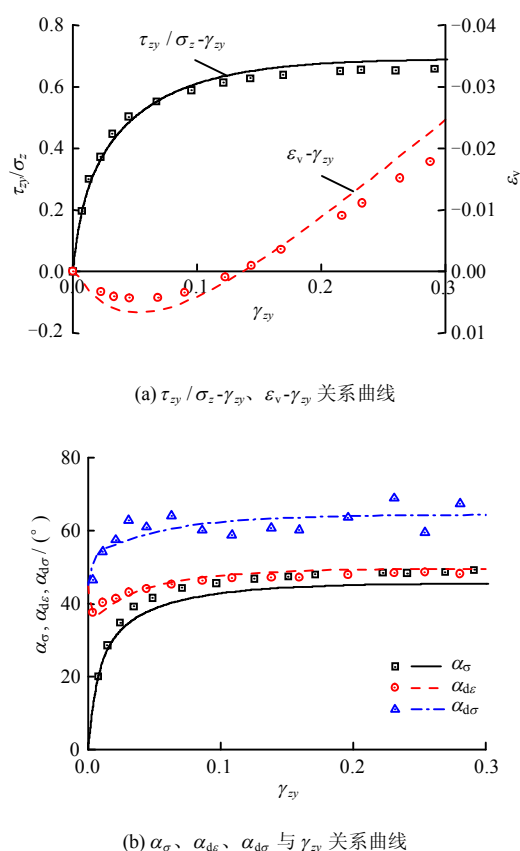 0.8
0.6
0.4
0.2
0.0
−0.2
τzy/σz
τzy / σz-γzy
εv-γzy
-0.04
-0.03
-0.02
-0.01
0.00
0.01
εv
0.0 0.1 0.2 0.3
γzy
(a) τzy / σz-γzy、εv-γzy 关系曲线
80
60
40
20
0
ασ, αdε, αdσ / (°)
ασ
αdε
αdσ
0.0 0.1 0.2 0.3
γzy
(b) ασ、αdε、αdσ 与 γzy 关系曲线